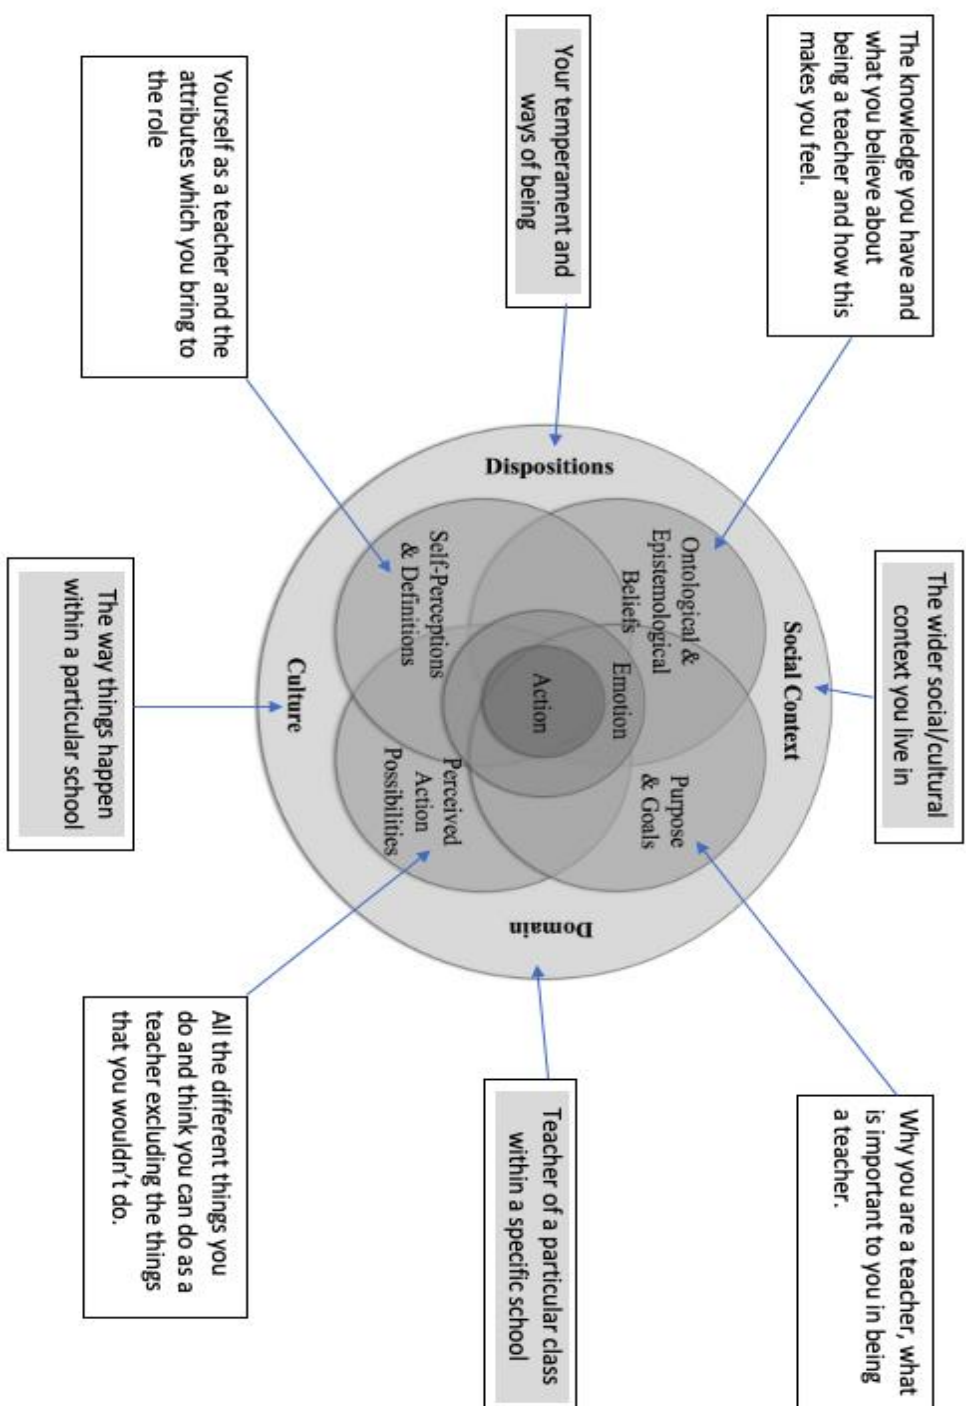 The knowledge you have and
what you believe about
being a teacher and how this
makes you feel.
The wider social/cultural
context you live in
Why you are a teacher, what
is important to you in being
a teacher.
Your temperament and
ways of being
Social Context
Ontological &
Epistemological
Beliefs
Purpose
& Goals
Emotion
Dispositions
Action
Domain
Self-Perceptions
& Definitions
Perceived
Action
Possibilities
Culture
Teacher of a particular class
within a specific school
Yourself as a teacher and the
attributes which you bring to
the role
The way things happen
within a particular school
All the different things you
do and think you can do as a
teacher excluding the things
that you wouldn't do.